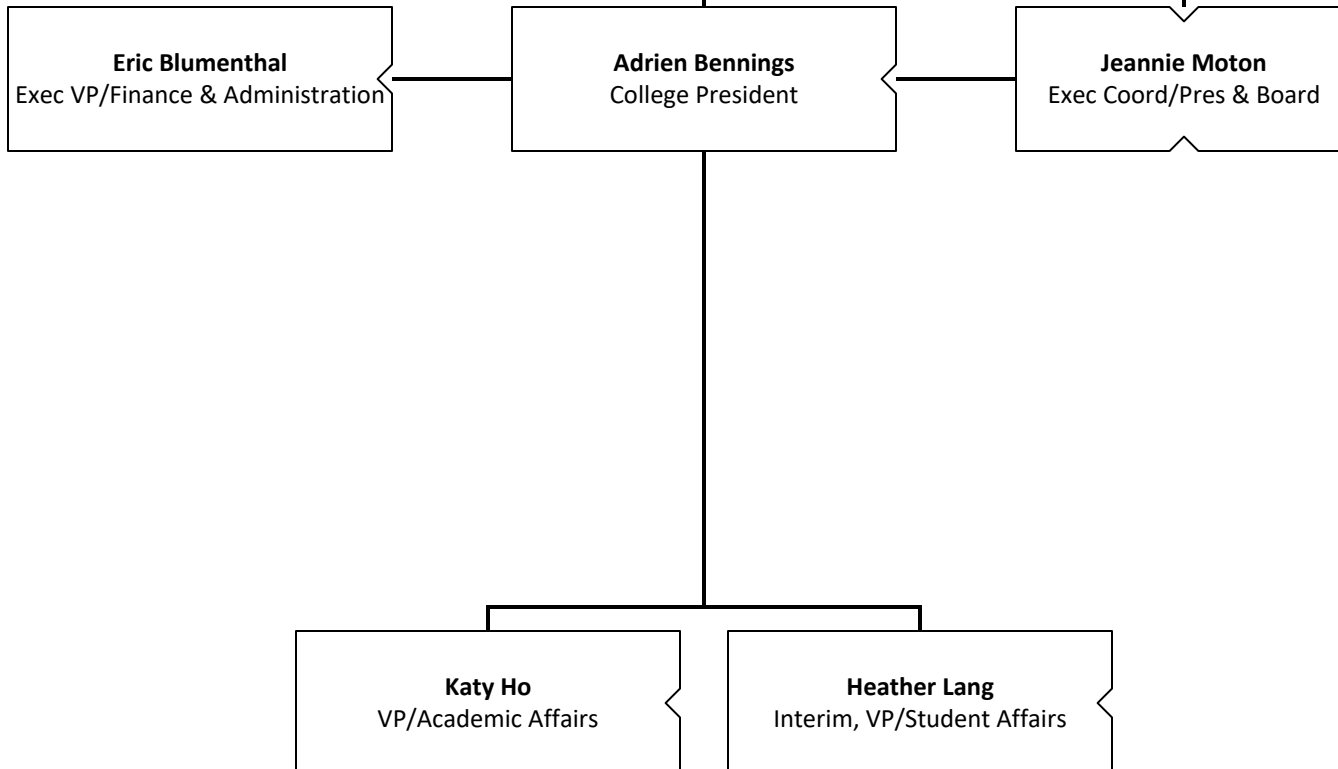 Eric Blumenthal
Exec VP/Finance & Administration
Adrien Bennings
College President
Jeannie Moton
Exec Coord/Pres & Board
Katy Ho
VP/Academic Affairs
Heather Lang
Interim, VP/Student Affairs